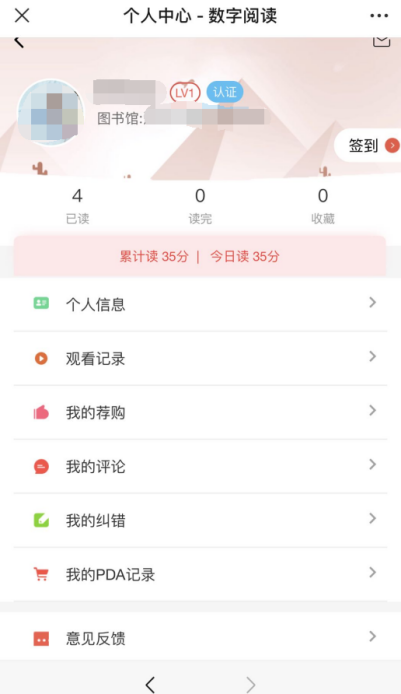 个人中心 - 数字阅读
LV1 认证
图书馆:
签到
4 0 0
已读 读完 收藏
累计读 35分 | 今日读 35分
个人信息
观看记录
我的荐购
我的评论
我的纠错
我的PDA记录
意见反馈